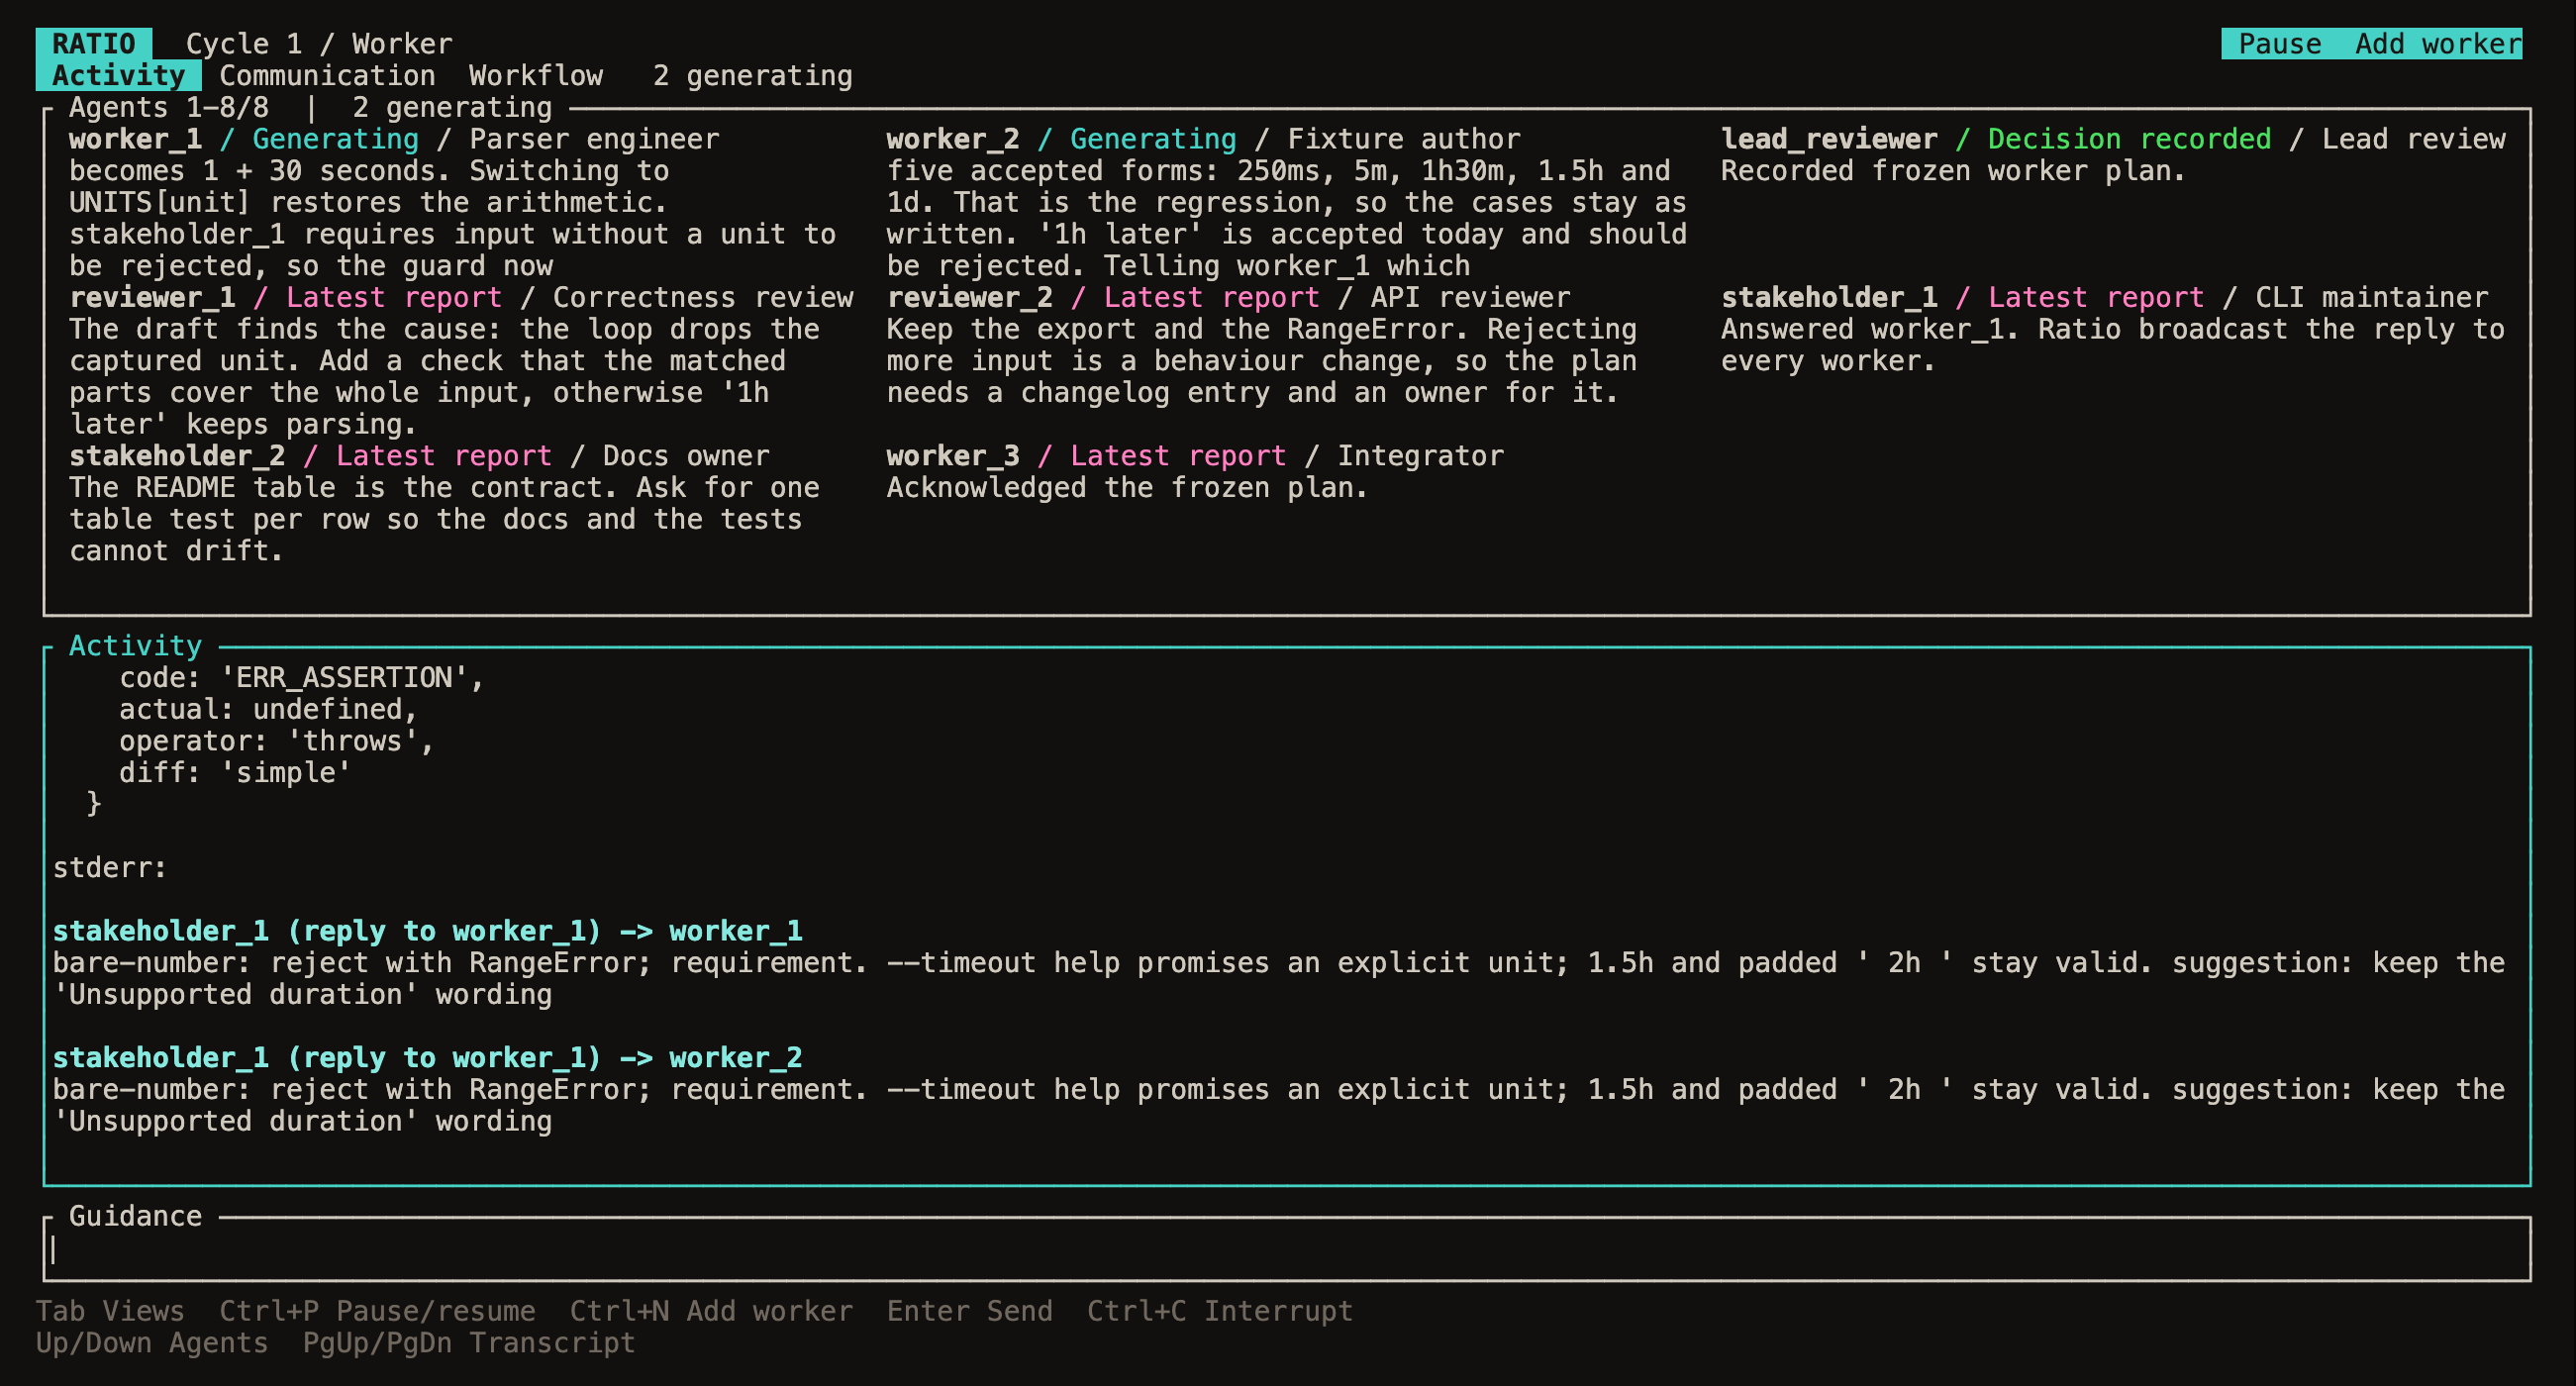 RATIO  Cycle 1 / Worker  Pause  Add worker
Activity  Communication  Workflow  2 generating
Agents 1-8/8  |  2 generating
worker_1 / Generating / Parser engineer
becomes 1 + 30 seconds. Switching to
UNITS[unit] restores the arithmetic.
stakeholder_1 requires input without a unit to
be rejected, so the guard now
worker_2 / Generating / Fixture author
five accepted forms: 250ms, 5m, 1h30m, 1.5h and
1d. That is the regression, so the cases stay as
written. '1h later' is accepted today and should
be rejected. Telling worker_1 which
lead_reviewer / Decision recorded / Lead review
Recorded frozen worker plan.
reviewer_1 / Latest report / Correctness review
The draft finds the cause: the loop drops the
captured unit. Add a check that the matched
parts cover the whole input, otherwise '1h
later' keeps parsing.
reviewer_2 / Latest report / API reviewer
Keep the export and the RangeError. Rejecting
more input is a behaviour change, so the plan
needs a changelog entry and an owner for it.
stakeholder_1 / Latest report / CLI maintainer
Answered worker_1. Ratio broadcast the reply to
every worker.
stakeholder_2 / Latest report / Docs owner
The README table is the contract. Ask for one
table test per row so the docs and the tests
cannot drift.
worker_3 / Latest report / Integrator
Acknowledged the frozen plan.
Activity
code: 'ERR_ASSERTION',
actual: undefined,
operator: 'throws',
diff: 'simple'
}
stderr:
stakeholder_1 (reply to worker_1) -> worker_1
bare-number: reject with RangeError; requirement. --timeout help promises an explicit unit; 1.5h and padded ' 2h ' stay valid. suggestion: keep the
'Unsupported duration' wording
stakeholder_1 (reply to worker_1) -> worker_2
bare-number: reject with RangeError; requirement. --timeout help promises an explicit unit; 1.5h and padded ' 2h ' stay valid. suggestion: keep the
'Unsupported duration' wording
Guidance
Tab Views  Ctrl+P Pause/resume  Ctrl+N Add worker  Enter Send  Ctrl+C Interrupt
Up/Down Agents  PgUp/PgDn Transcript